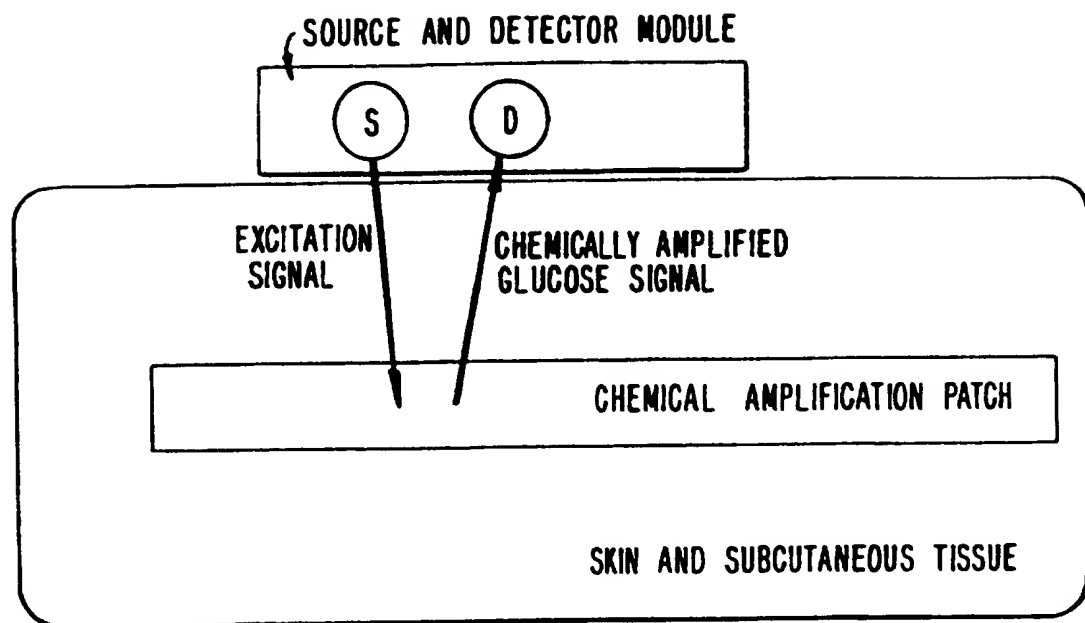 SOURCE AND DETECTOR MODULE
S
D
EXCITATION
SIGNAL
CHEMICALLY AMPLIFIED
GLUCOSE SIGNAL
CHEMICAL AMPLIFICATION PATCH
SKIN AND SUBCUTANEOUS TISSUE